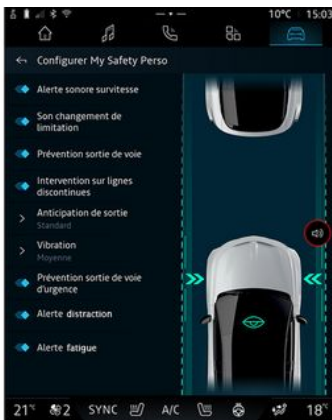 10°C 15:03
Configurer My Safety Perso
Alerte sonore survitesse
Son changement de
limitation
Prévention sortie de voie
Intervention sur lignes
discontinues
Anticipation de sortie
Standard
Vibration
Moyenne
Prévention sortie de voie
d'urgence
Alerte distraction
Alerte fatigue
21°C 2 SYNC A/C 18°